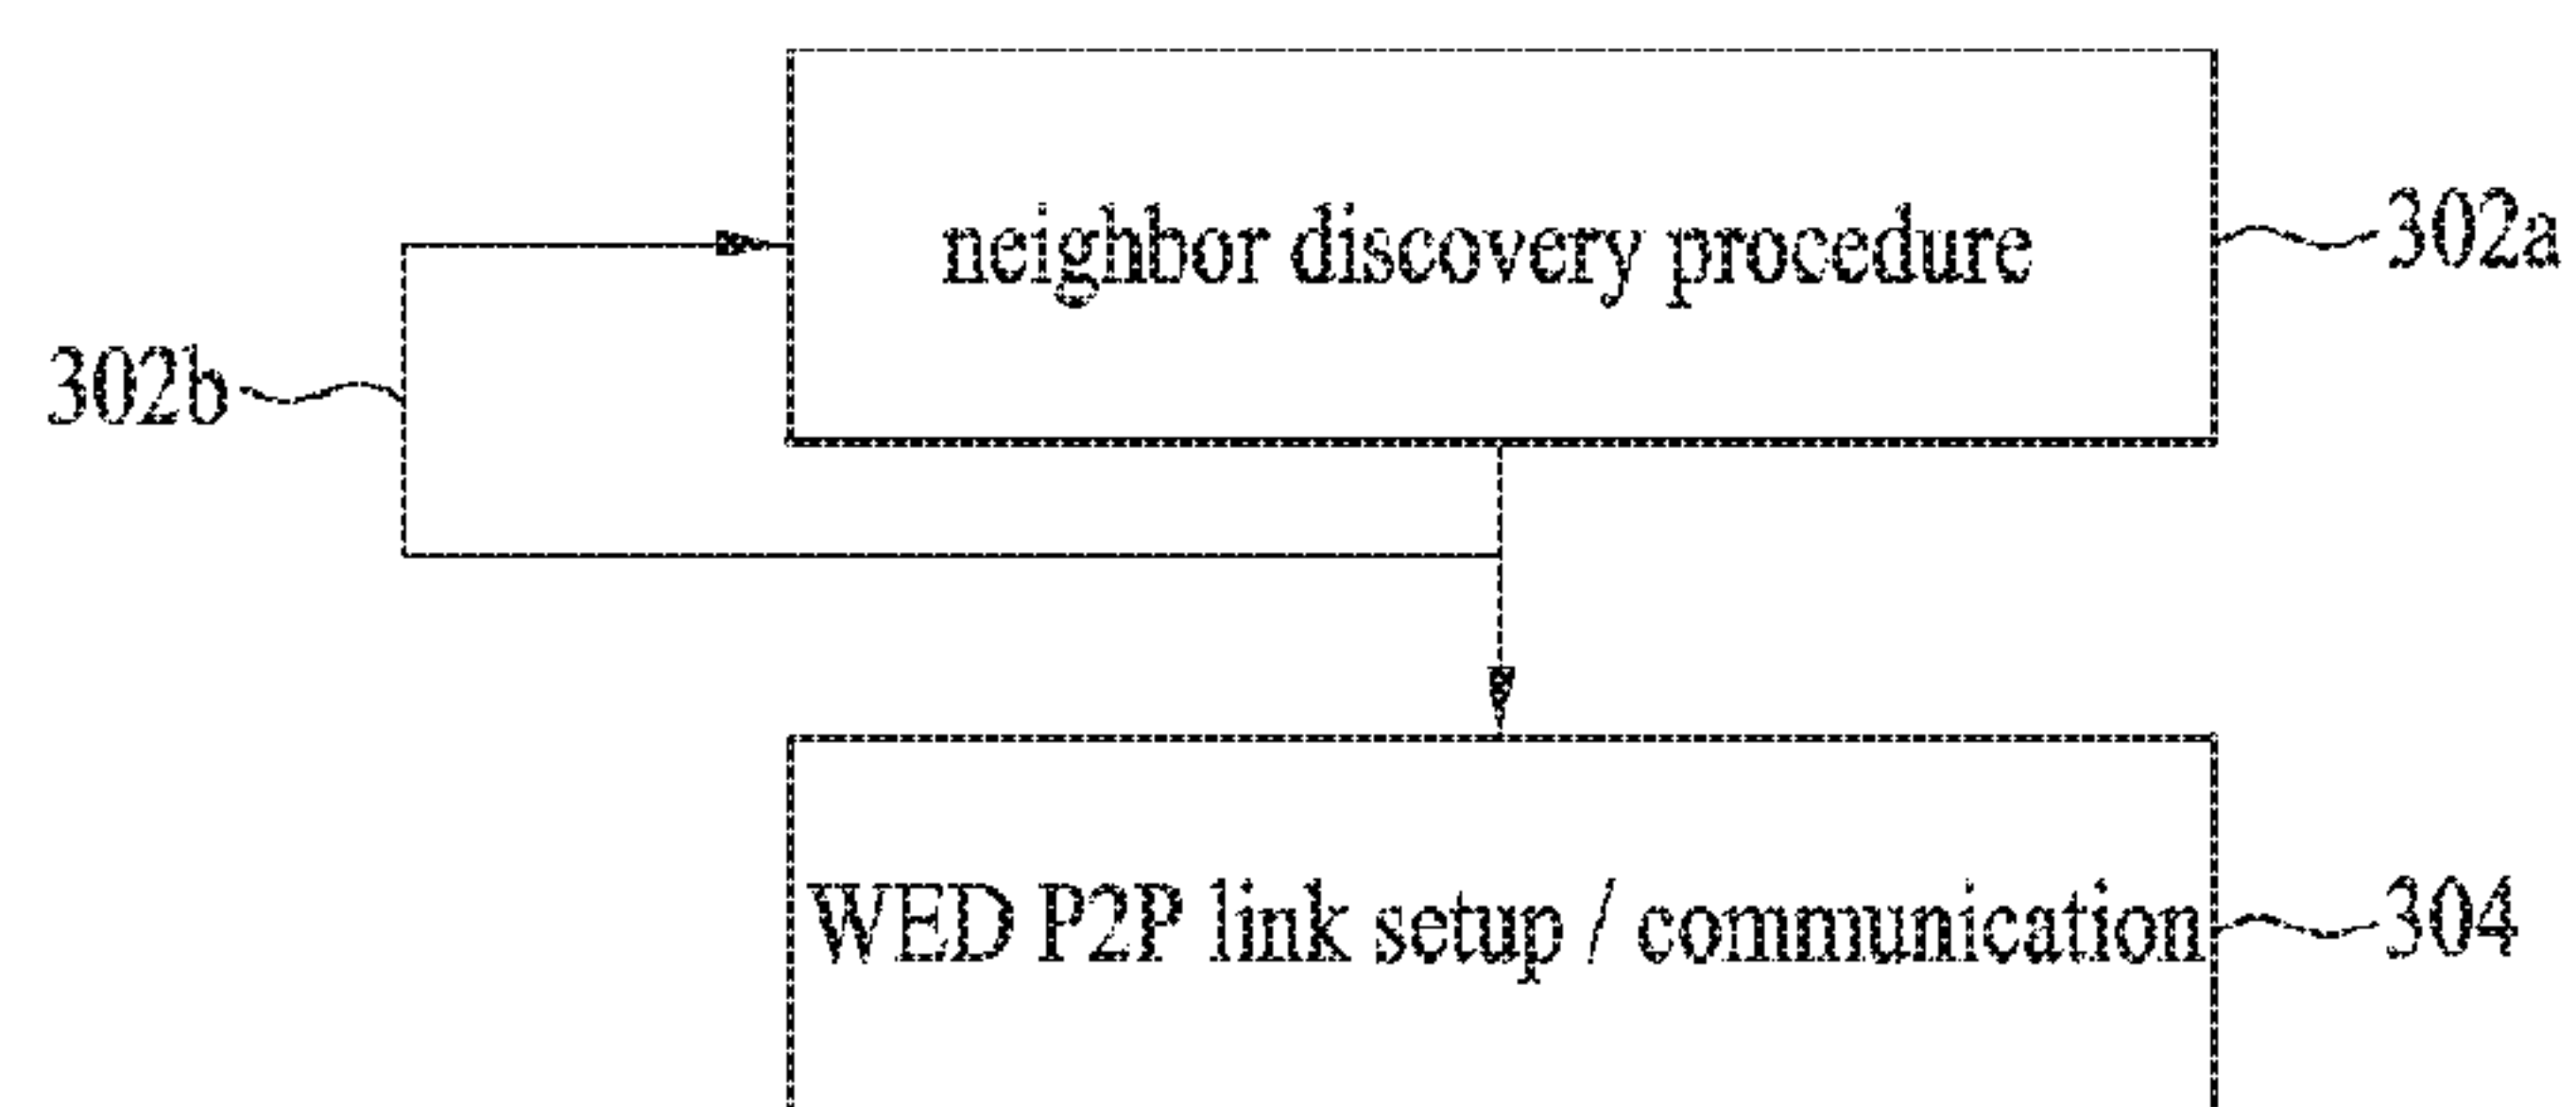 neighbor discovery procedure
302a
302b
WED P2P link setup / communication
304